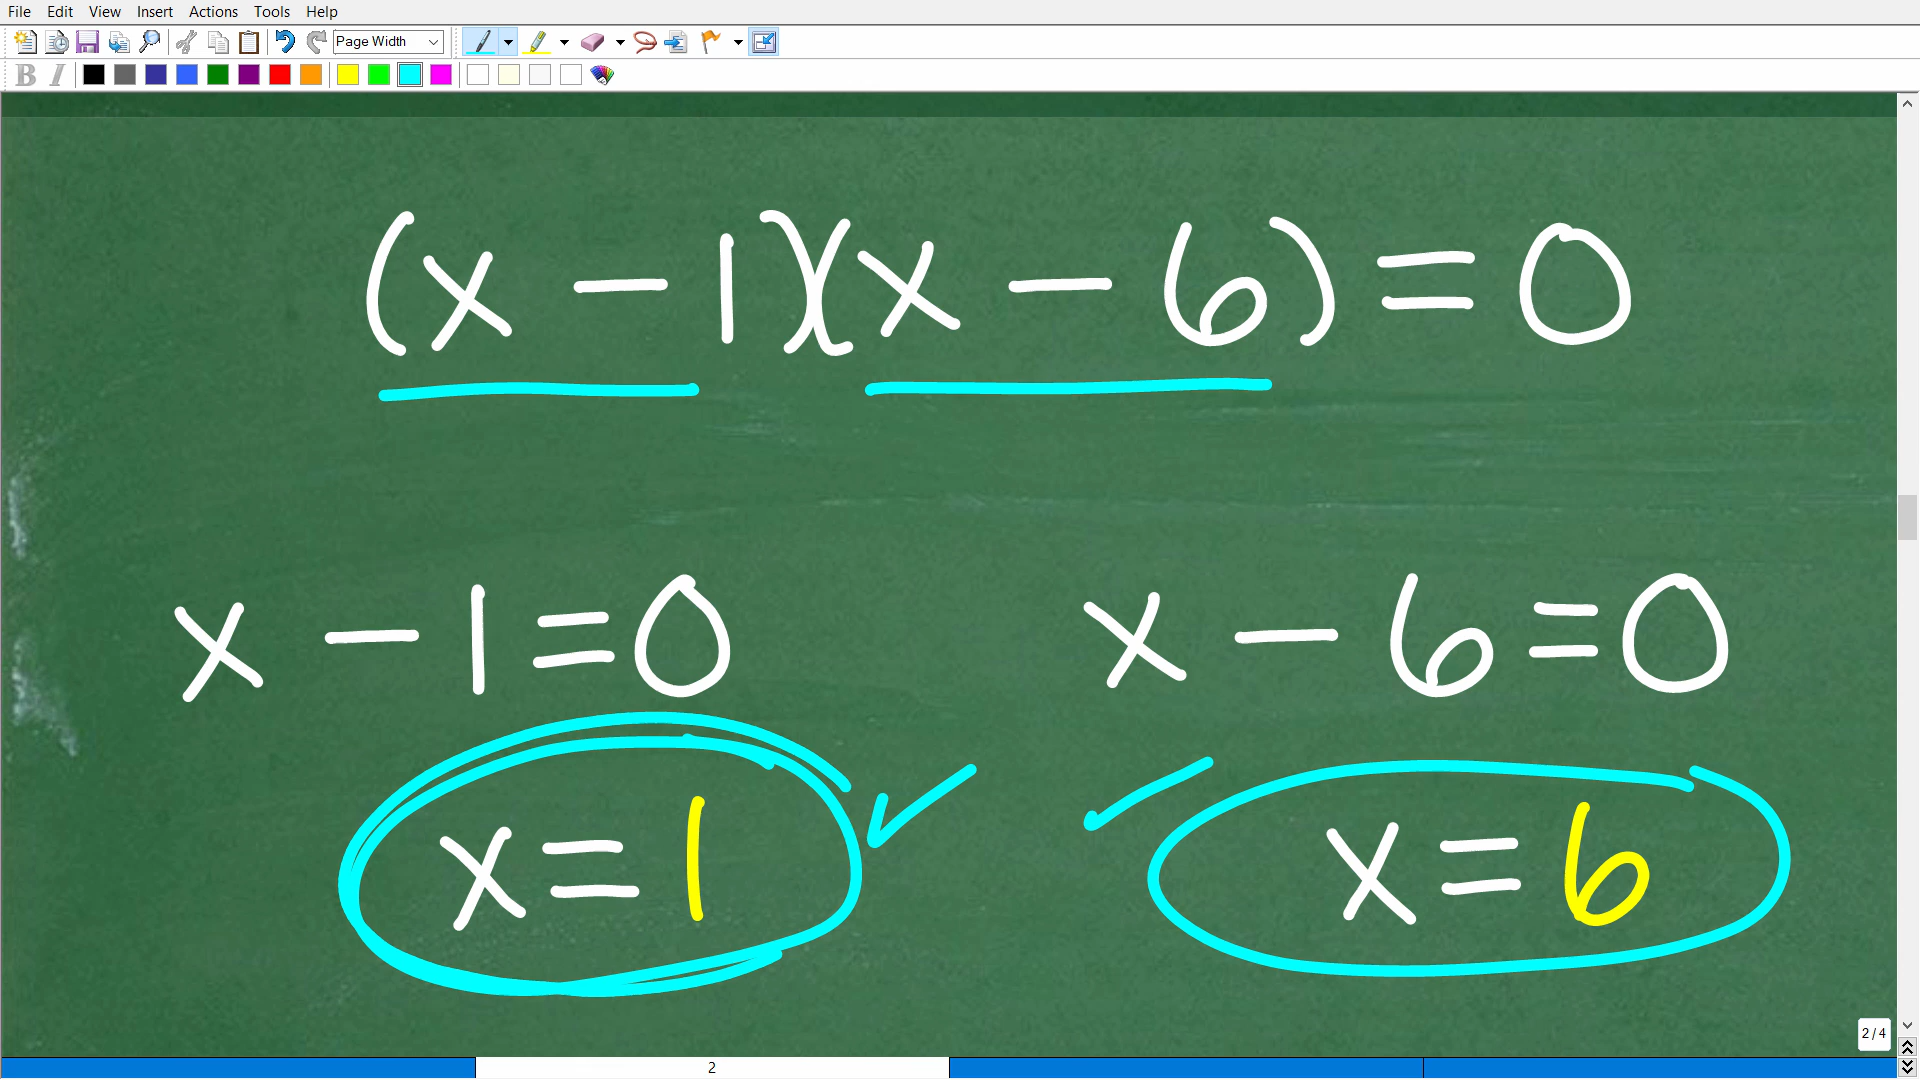 File Edit View Insert Actions Tools Help
Page Width
B I
(x - 1)(x - 6) = 0
x - 1 = 0 x - 6 = 0
x = 1 x = 6
2 / 4
2